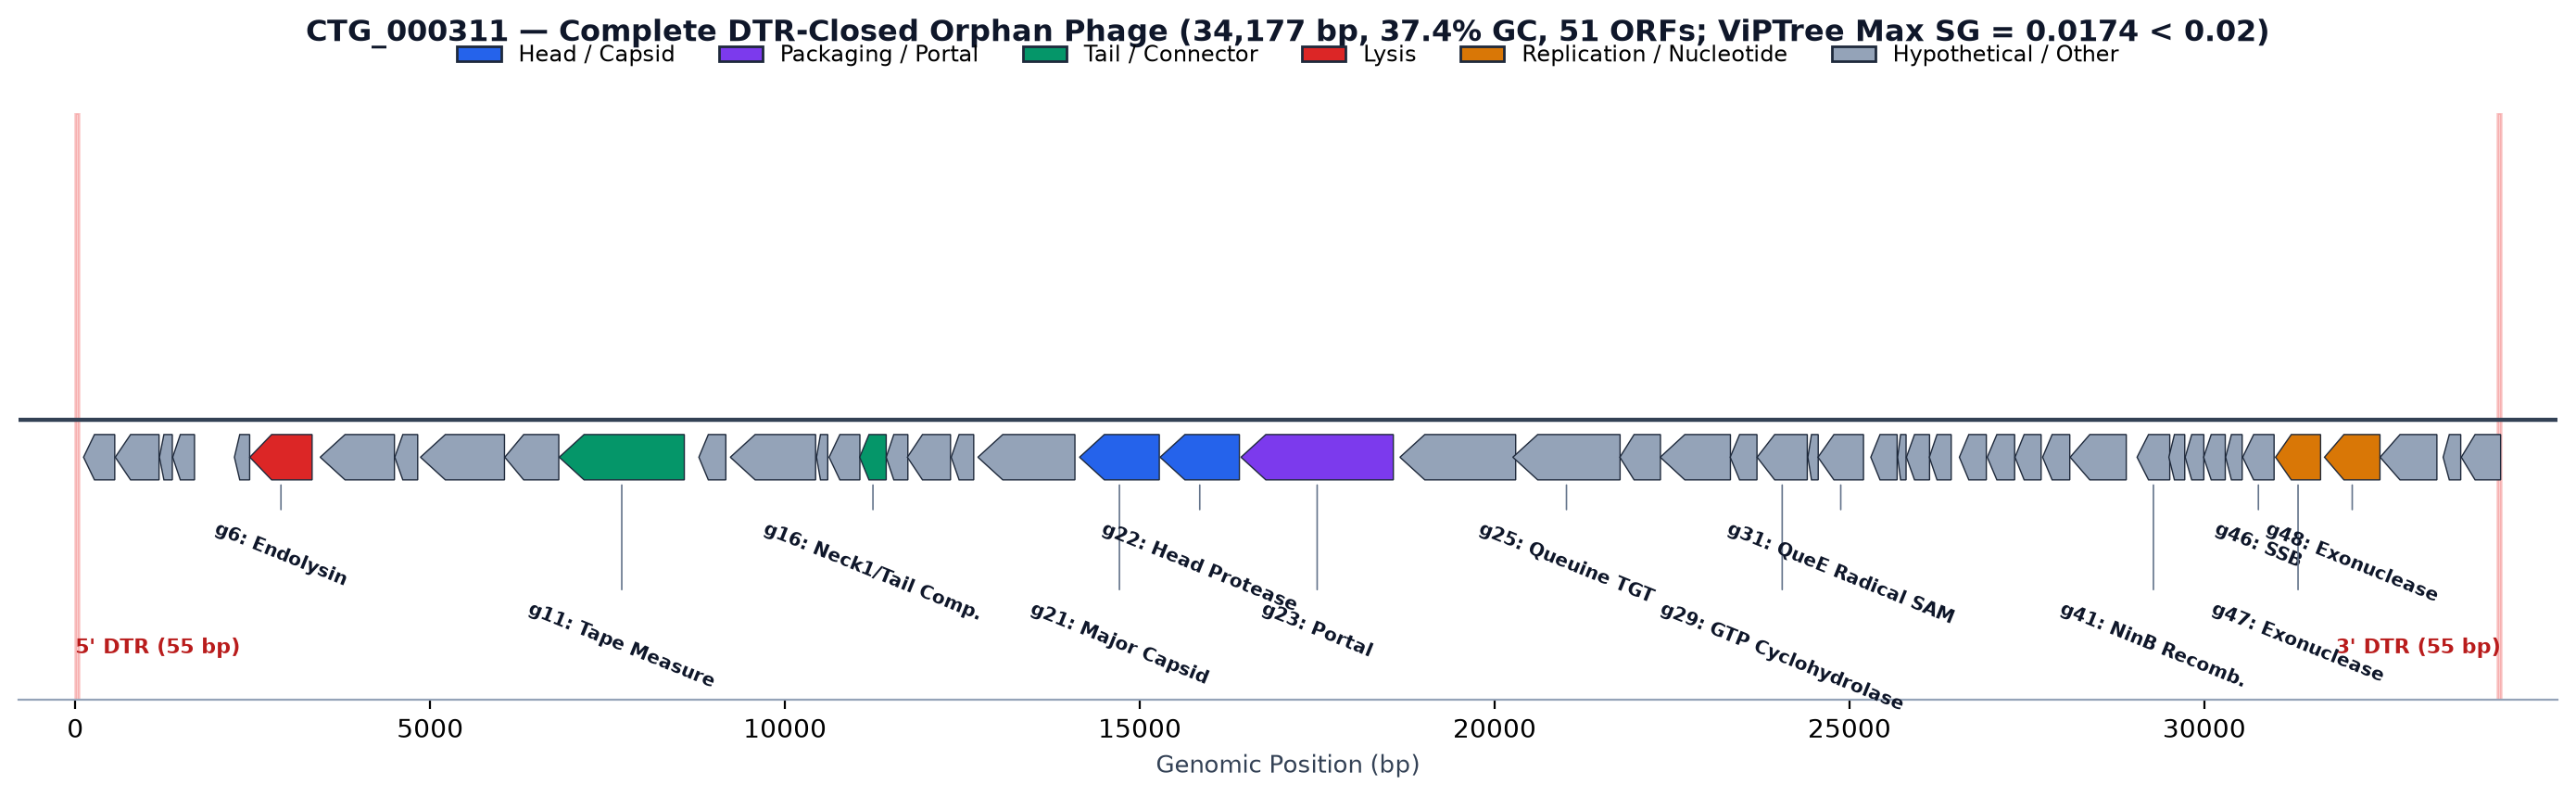 CTG_000311 — Complete DTR-Closed Orphan Phage (34,177 bp, 37.4% GC, 51 ORFs; ViPTree Max SG = 0.0174 < 0.02)
Head / Capsid
Packaging / Portal
Tail / Connector
Lysis
Replication / Nucleotide
Hypothetical / Other
g6: Endolysin
g11: Tape Measure
g16: Neck1/Tail Comp.
g21: Major Capsid
g22: Head Protease
g23: Portal
g25: Queuine TGT
g29: GTP Cyclohydrolase
g31: QueE Radical SAM
g41: NinB Recomb.
g46: SSB
g47: Exonuclease
g48: Exonuclease
5' DTR (55 bp)
3' DTR (55 bp)
0
5000
10000
15000
20000
25000
30000
Genomic Position (bp)